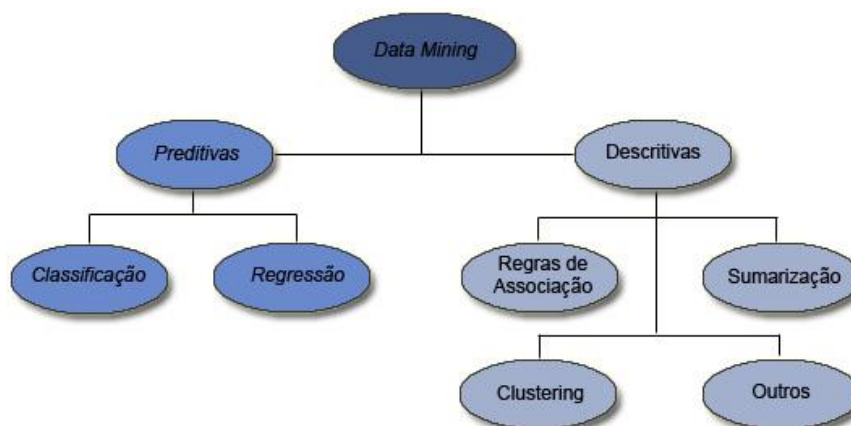 Data Mining
Preditivas
Descritivas
Classificação
Regressão
Regras de
Associação
Sumarização
Clustering
Outros